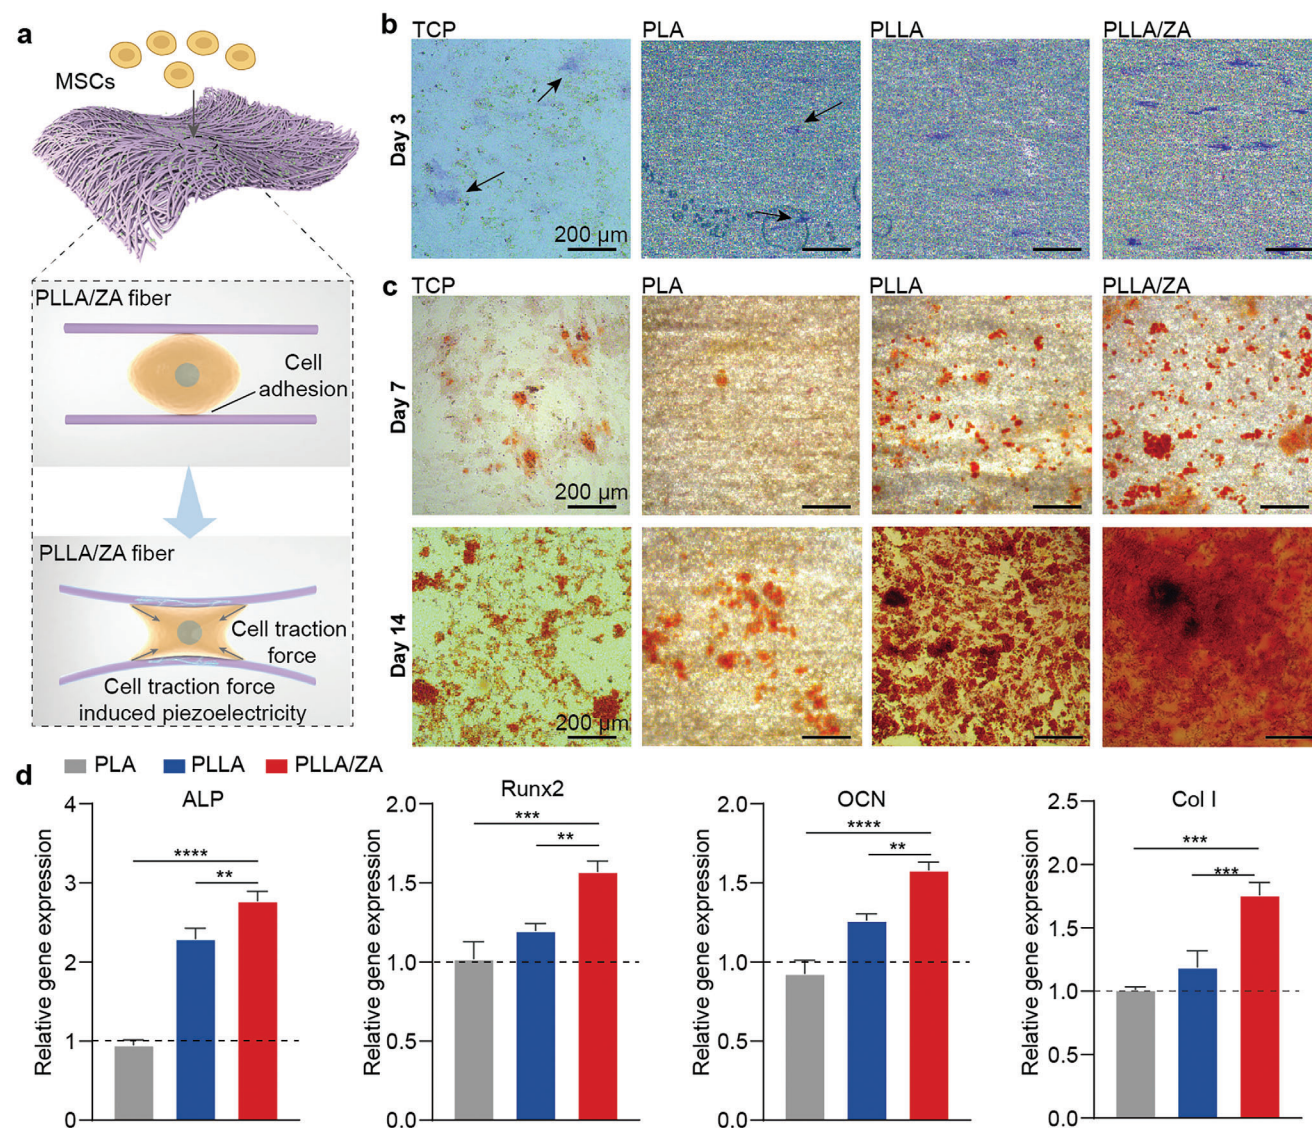 a
MSCs
PLLA/ZA fiber
Cell
adhesion
PLLA/ZA fiber
Cell traction
force
Cell traction force
induced piezoelectricity
b
TCP PLA PLLA PLLA/ZA
Day 3
200 µm
c
TCP PLA PLLA PLLA/ZA
Day 7
200 µm
Day 14
200 µm
d
PLA PLLA PLLA/ZA
ALP
Relative gene expression
4
3
2
1
0
****
**
Runx2
Relative gene expression
2.0
1.5
1.0
0.5
0
***
**
OCN
Relative gene expression
2.0
1.5
1.0
0.5
0
****
**
Col I
Relative gene expression
2.5
2.0
1.5
1.0
0.5
0.0
***
***